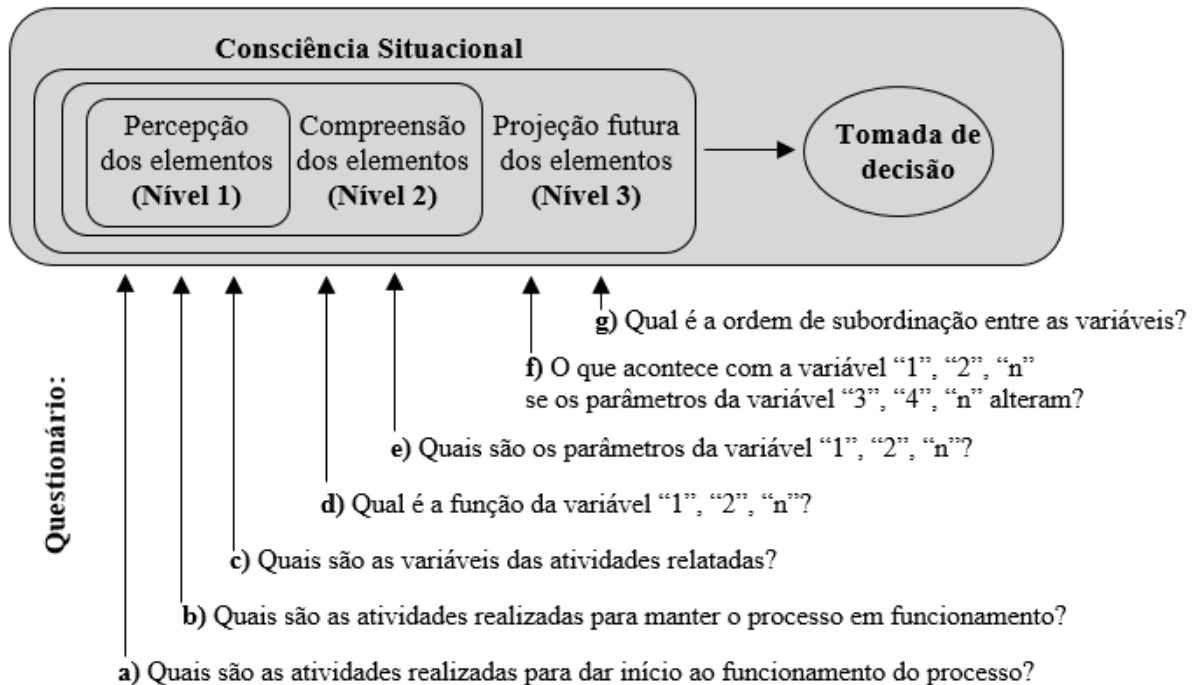 Consciência Situacional
Percepção
dos elementos
(Nível 1)
Compreensão
dos elementos
(Nível 2)
Projeção futura
dos elementos
(Nível 3)
Tomada de
decisão
Questionário:
g) Qual é a ordem de subordinação entre as variáveis?
f) O que acontece com a variável “1”, “2”, “n”
se os parâmetros da variável “3”, “4”, “n” alteram?
e) Quais são os parâmetros da variável “1”, “2”, “n”?
d) Qual é a função da variável “1”, “2”, “n”?
c) Quais são as variáveis das atividades relatadas?
b) Quais são as atividades realizadas para manter o processo em funcionamento?
a) Quais são as atividades realizadas para dar início ao funcionamento do processo?